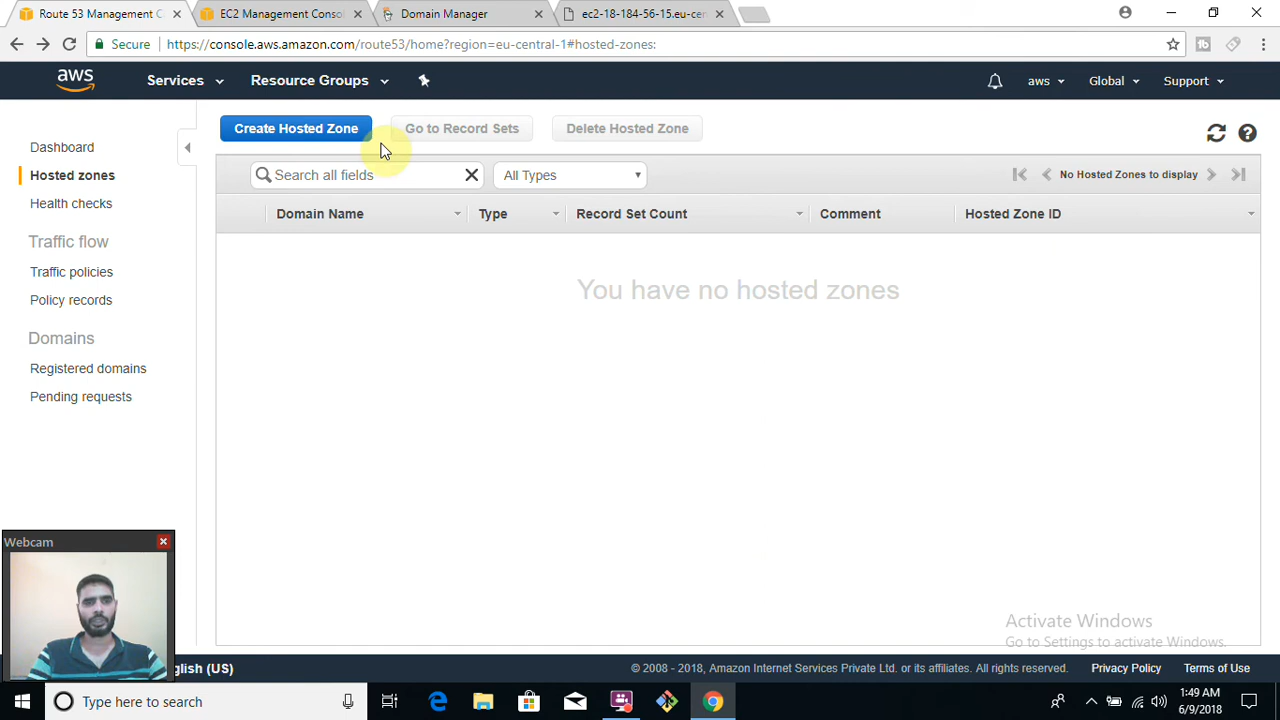 Route 53 Management C
EC2 Management Consol
Domain Manager
ec2-18-184-56-15.eu-cen
Secure
https://console.aws.amazon.com/route53/home?region=eu-central-1#hosted-zones:
aws
Services
Resource Groups
aws
Global
Support
Create Hosted Zone
Go to Record Sets
Delete Hosted Zone
Dashboard
Hosted zones
Health checks
Traffic flow
Traffic policies
Policy records
Domains
Registered domains
Pending requests
Search all fields
All Types
No Hosted Zones to display
Domain Name
Type
Record Set Count
Comment
Hosted Zone ID
You have no hosted zones
Webcam
Activate Windows
Go to Settings to activate Windows.
glish (US)
© 2008 - 2018, Amazon Internet Services Private Ltd. or its affiliates. All rights reserved.
Privacy Policy
Terms of Use
Type here to search
1:49 AM
6/9/2018